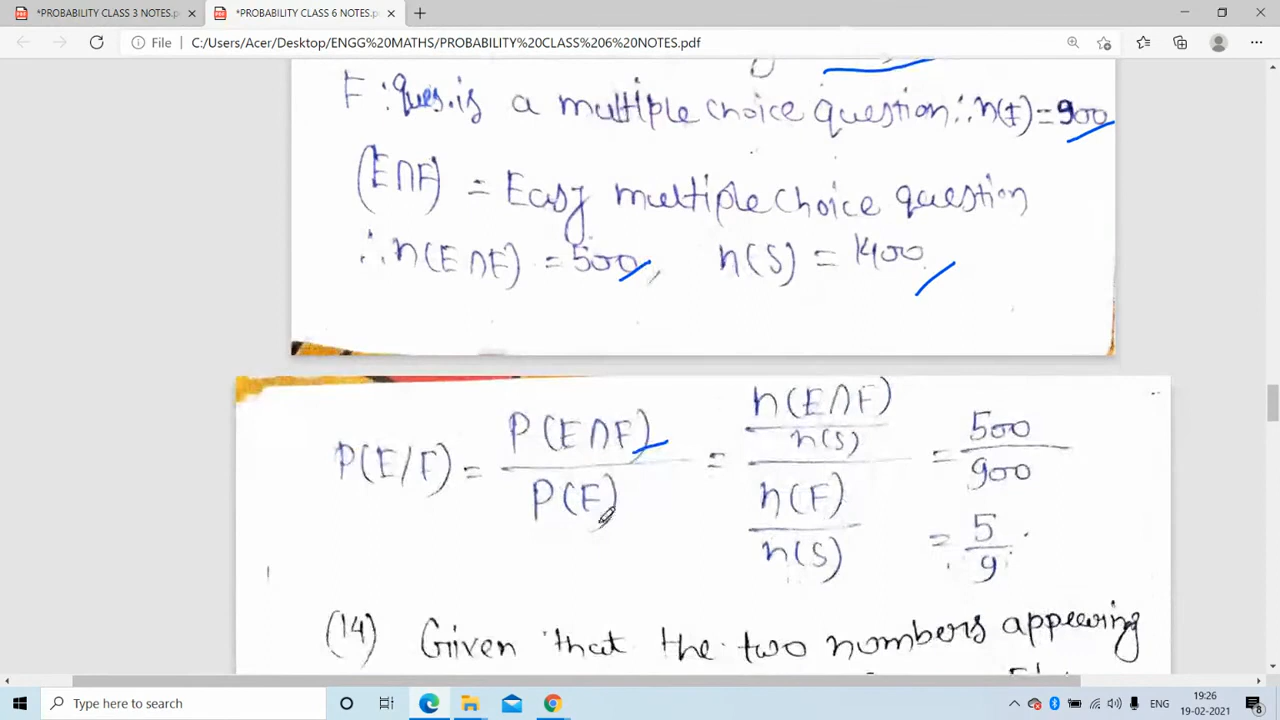 *PROBABILITY CLASS 3 NOTES.p
*PROBABILITY CLASS 6 NOTES.p
File
C:/Users/Acer/Desktop/ENGG%20MATHS/PROBABILITY%20CLASS%206%20NOTES.pdf
F : Ques. is a multiple choice question ∴ n(F) = 900
(E∩F) = Easy multiple choice question
∴ n(E∩F) = 500, n(S) = 1400
P(E/F) = P(E∩F) / P(F) = (n(E∩F) / n(S)) / (n(F) / n(S)) = 500 / 900
= 5 / 9 .
(14) Given that the two numbers appearing
Type here to search
ENG
19:26
19-02-2021
8